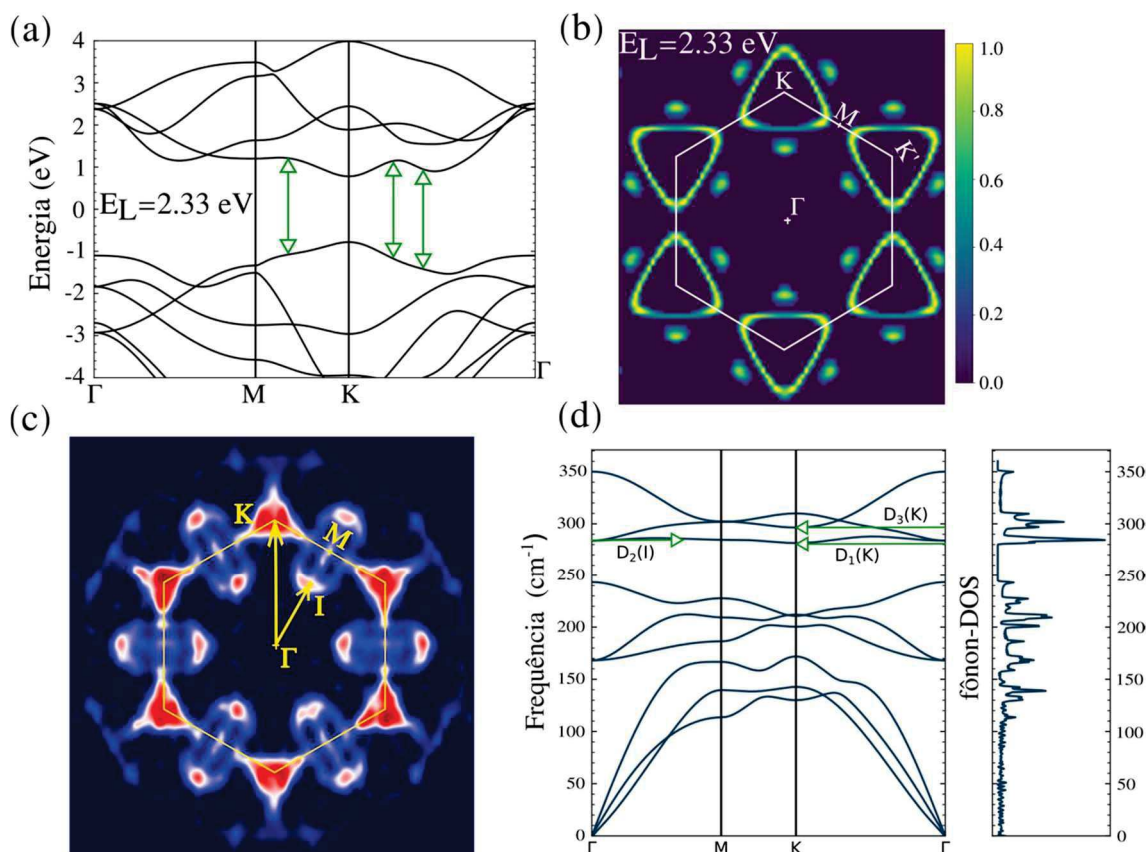 (a)
4
3
2
1
0
-1
-2
-3
-4
Energia (eV)
E_L=2.33 eV
Γ
M
K
Γ
(b)
E_L=2.33 eV
K
M
K'
Γ
1.0
0.8
0.6
0.4
0.2
0.0
(c)
K
M
I
Γ
(d)
350
300
250
200
150
100
50
0
Frequência (cm⁻¹)
D₃(K)
D₂(I)
D₁(K)
Γ
M
K
Γ
fônon-DOS
350
300
250
200
150
100
50
0